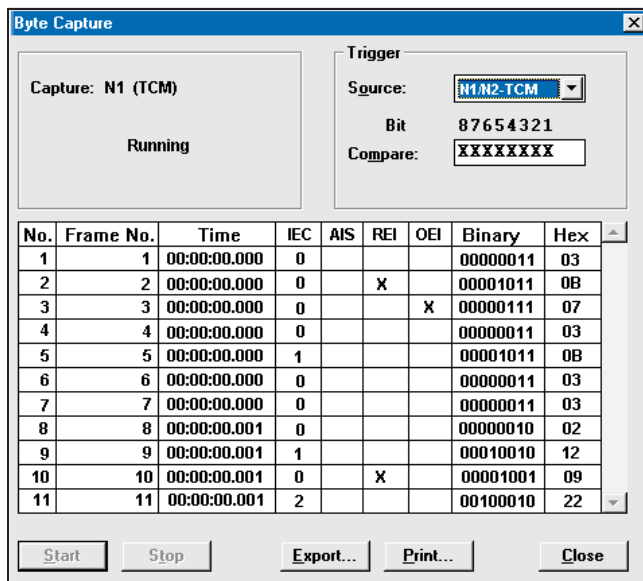 Byte Capture
Capture: N1 (TCM)
Running
Trigger
Source: N1/N2-TCM
Bit 87654321
Compare: XXXXXXXX
No. Frame No. Time IEC AIS REI OEI Binary Hex
1 1 00:00:00.000 0 00000011 03
2 2 00:00:00.000 0 X 00001011 0B
3 3 00:00:00.000 0 X 00000111 07
4 4 00:00:00.000 0 00000011 03
5 5 00:00:00.000 1 00001011 0B
6 6 00:00:00.000 0 00000011 03
7 7 00:00:00.000 0 00000011 03
8 8 00:00:00.001 0 00000010 02
9 9 00:00:00.001 1 00010010 12
10 10 00:00:00.001 0 X 00001001 09
11 11 00:00:00.001 2 00100010 22
Start Stop Export... Print... Close